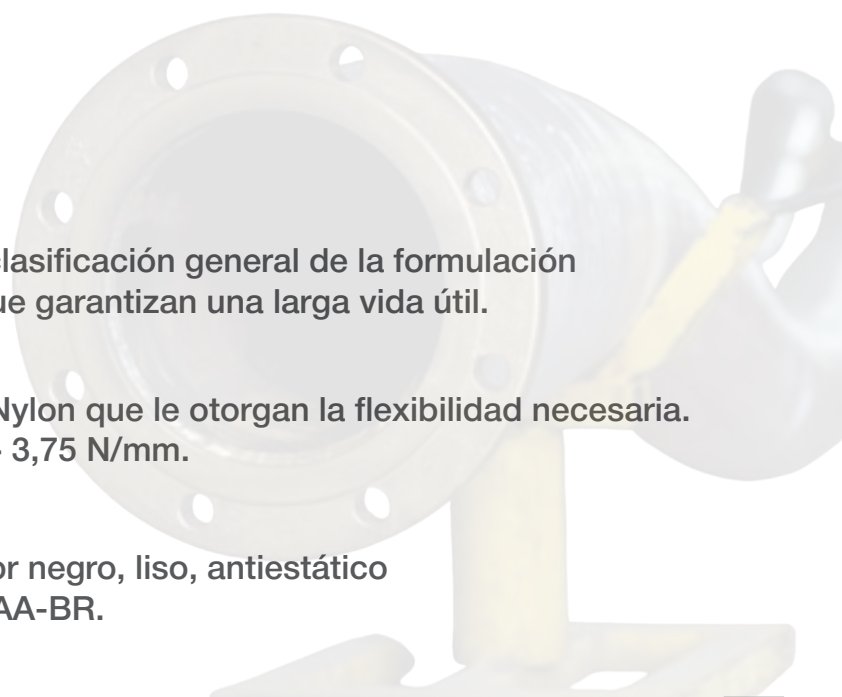 clasificación general de la formulación
ue garantizan una larga vida útil.
Nylon que le otorgan la flexibilidad necesaria.
3,75 N/mm.
or negro, liso, antiestático
AA-BR.